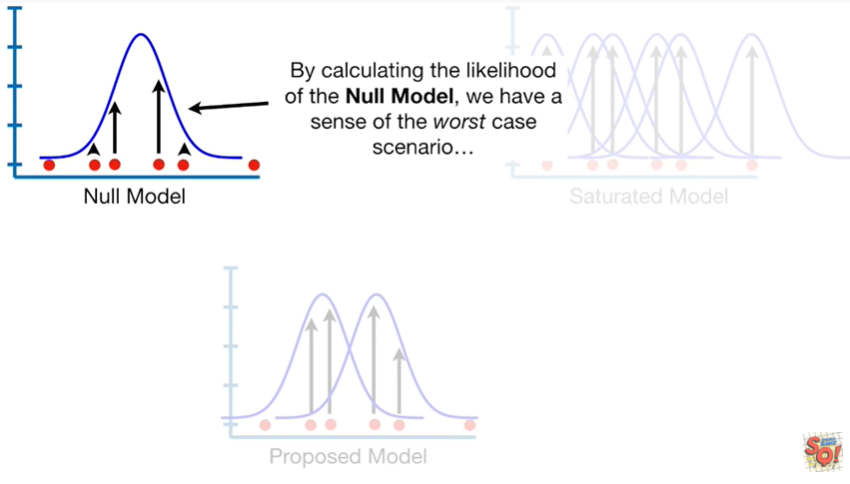 By calculating the likelihood
of the Null Model, we have a
sense of the worst case
scenario...
Null Model
Saturated Model
Proposed Model
SQ!